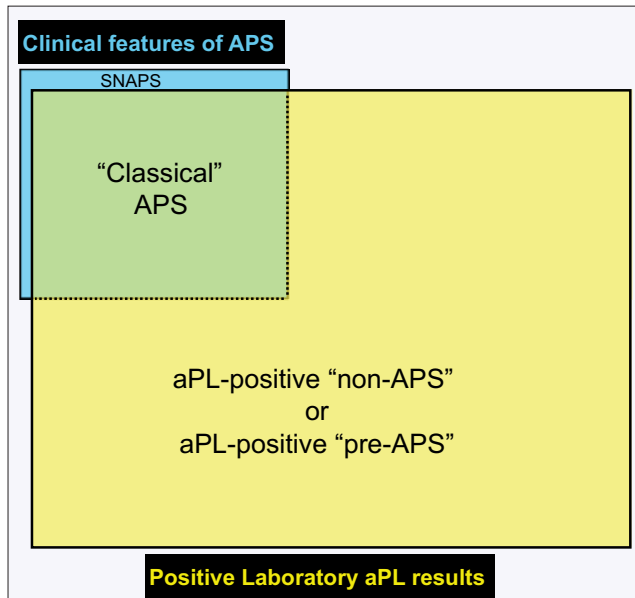 Clinical features of APS
SNAPS
“Classical”
APS
aPL-positive “non-APS”
or
aPL-positive “pre-APS”
Positive Laboratory aPL results